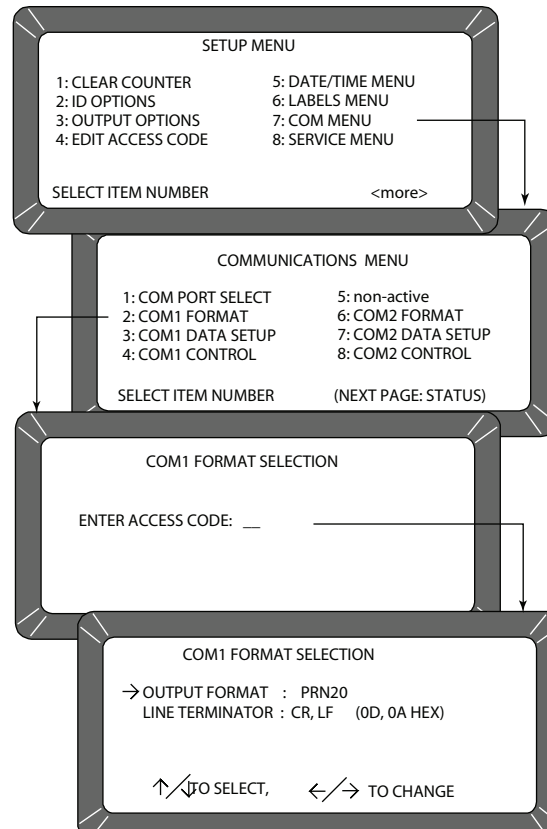 SETUP MENU
1: CLEAR COUNTER 5: DATE/TIME MENU
2: ID OPTIONS 6: LABELS MENU
3: OUTPUT OPTIONS 7: COM MENU
4: EDIT ACCESS CODE 8: SERVICE MENU
SELECT ITEM NUMBER <more>
COMMUNICATIONS MENU
1: COM PORT SELECT 5: non-active
2: COM1 FORMAT 6: COM2 FORMAT
3: COM1 DATA SETUP 7: COM2 DATA SETUP
4: COM1 CONTROL 8: COM2 CONTROL
SELECT ITEM NUMBER (NEXT PAGE: STATUS)
COM1 FORMAT SELECTION
ENTER ACCESS CODE: __
COM1 FORMAT SELECTION
→ OUTPUT FORMAT : PRN20
LINE TERMINATOR : CR, LF (0D, 0A HEX)
↑/↓ TO SELECT, ←/→ TO CHANGE